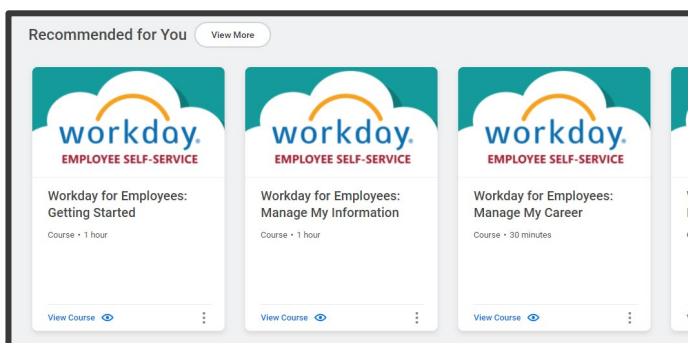 Recommended for You
View More
workday.
EMPLOYEE SELF-SERVICE
Workday for Employees:
Getting Started
Course • 1 hour
View Course
workday.
EMPLOYEE SELF-SERVICE
Workday for Employees:
Manage My Information
Course • 1 hour
View Course
workday.
EMPLOYEE SELF-SERVICE
Workday for Employees:
Manage My Career
Course • 30 minutes
View Course